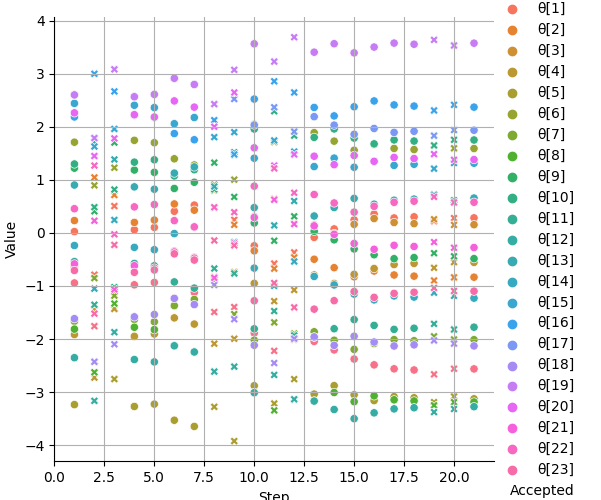 4
3
2
1
0
−1
−2
−3
−4
Value
0.0
2.5
5.0
7.5
10.0
12.5
15.0
17.5
20.0
Step
θ[1]
θ[2]
θ[3]
θ[4]
θ[5]
θ[6]
θ[7]
θ[8]
θ[9]
θ[10]
θ[11]
θ[12]
θ[13]
θ[14]
θ[15]
θ[16]
θ[17]
θ[18]
θ[19]
θ[20]
θ[21]
θ[22]
θ[23]
Accepted